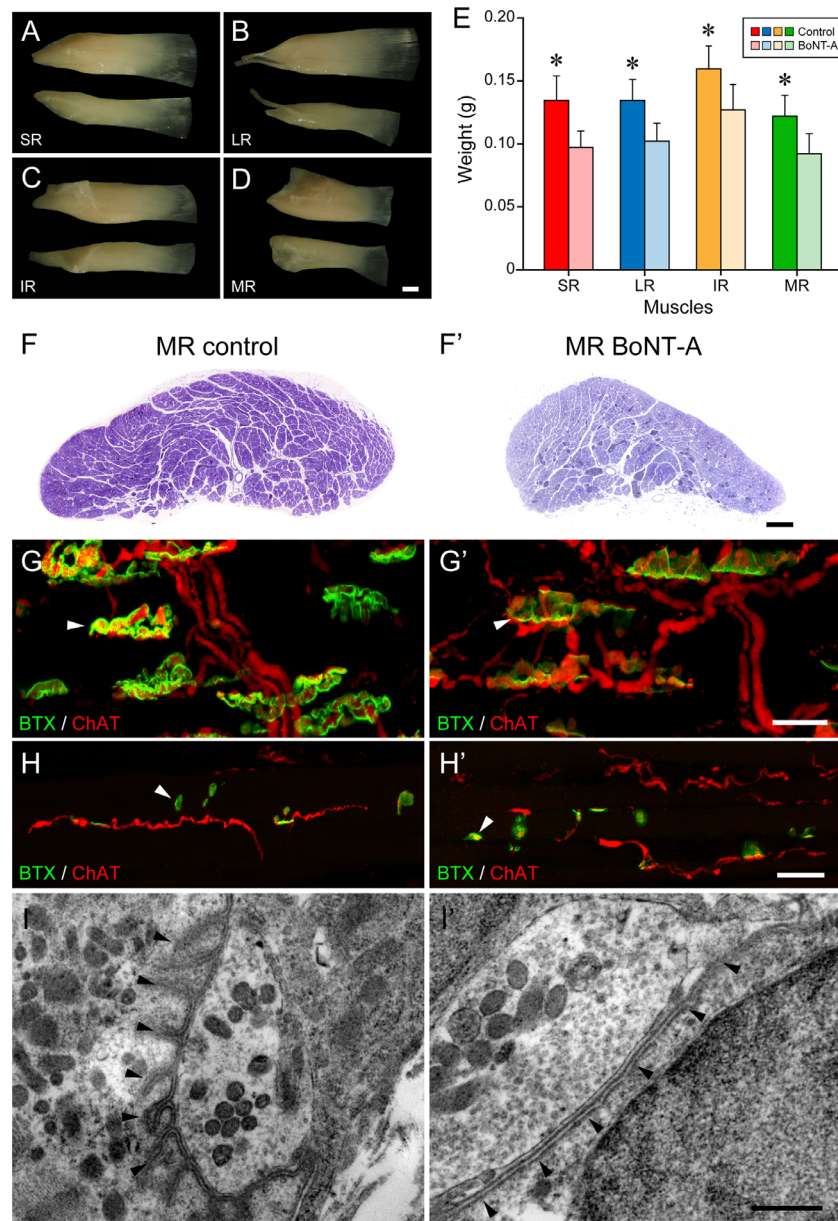 A
SR
B
LR
C
IR
D
MR
E
Control
BoNT-A
Weight (g)
0.20
0.15
0.10
0.05
0
* * * *
SR LR IR MR
Muscles
F MR control
F' MR BoNT-A
G
BTX / ChAT
G'
BTX / ChAT
H
BTX / ChAT
H'
BTX / ChAT
I
I'